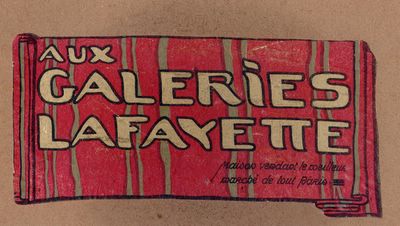 AUX
GALERIES
LAFAYETTE
Maison vendant le meilleur
marché de tout Paris